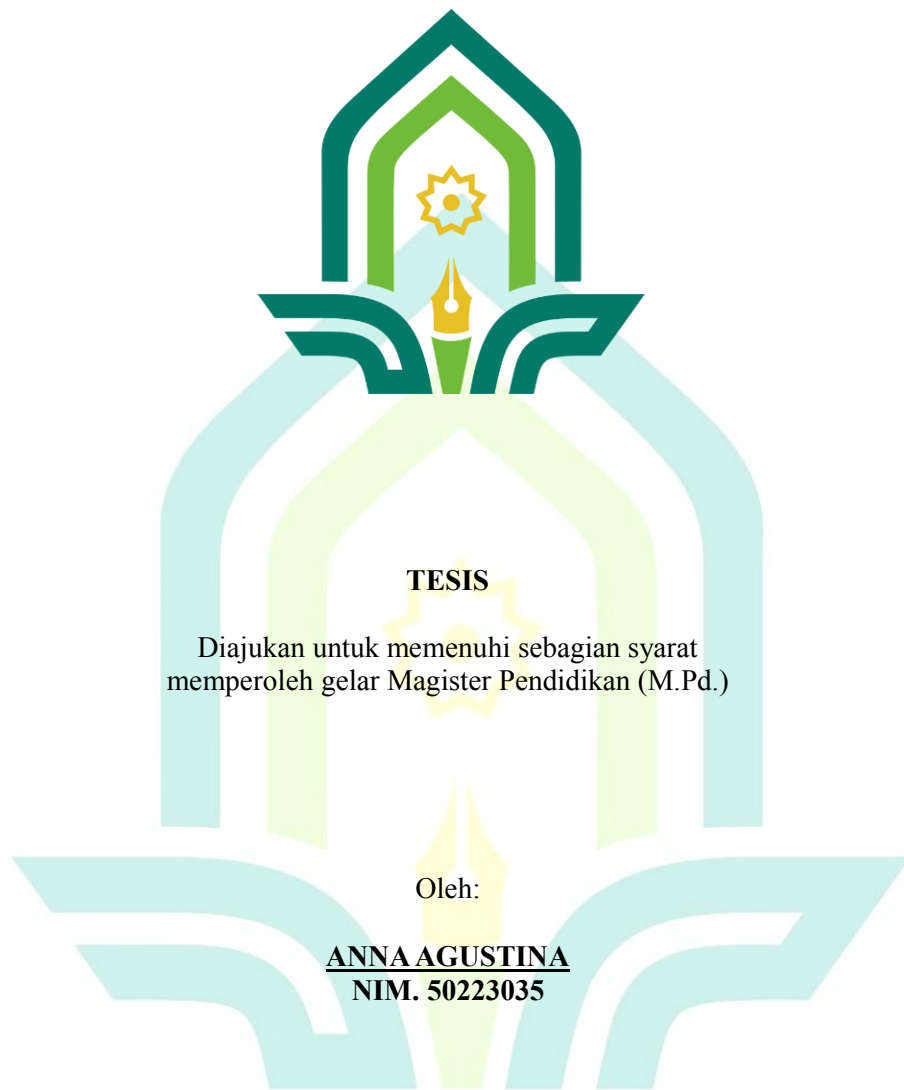 TESIS
Diajukan untuk memenuhi sebagian syarat
memperoleh gelar Magister Pendidikan (M.Pd.)
Oleh:
ANNA AGUSTINA
NIM. 50223035